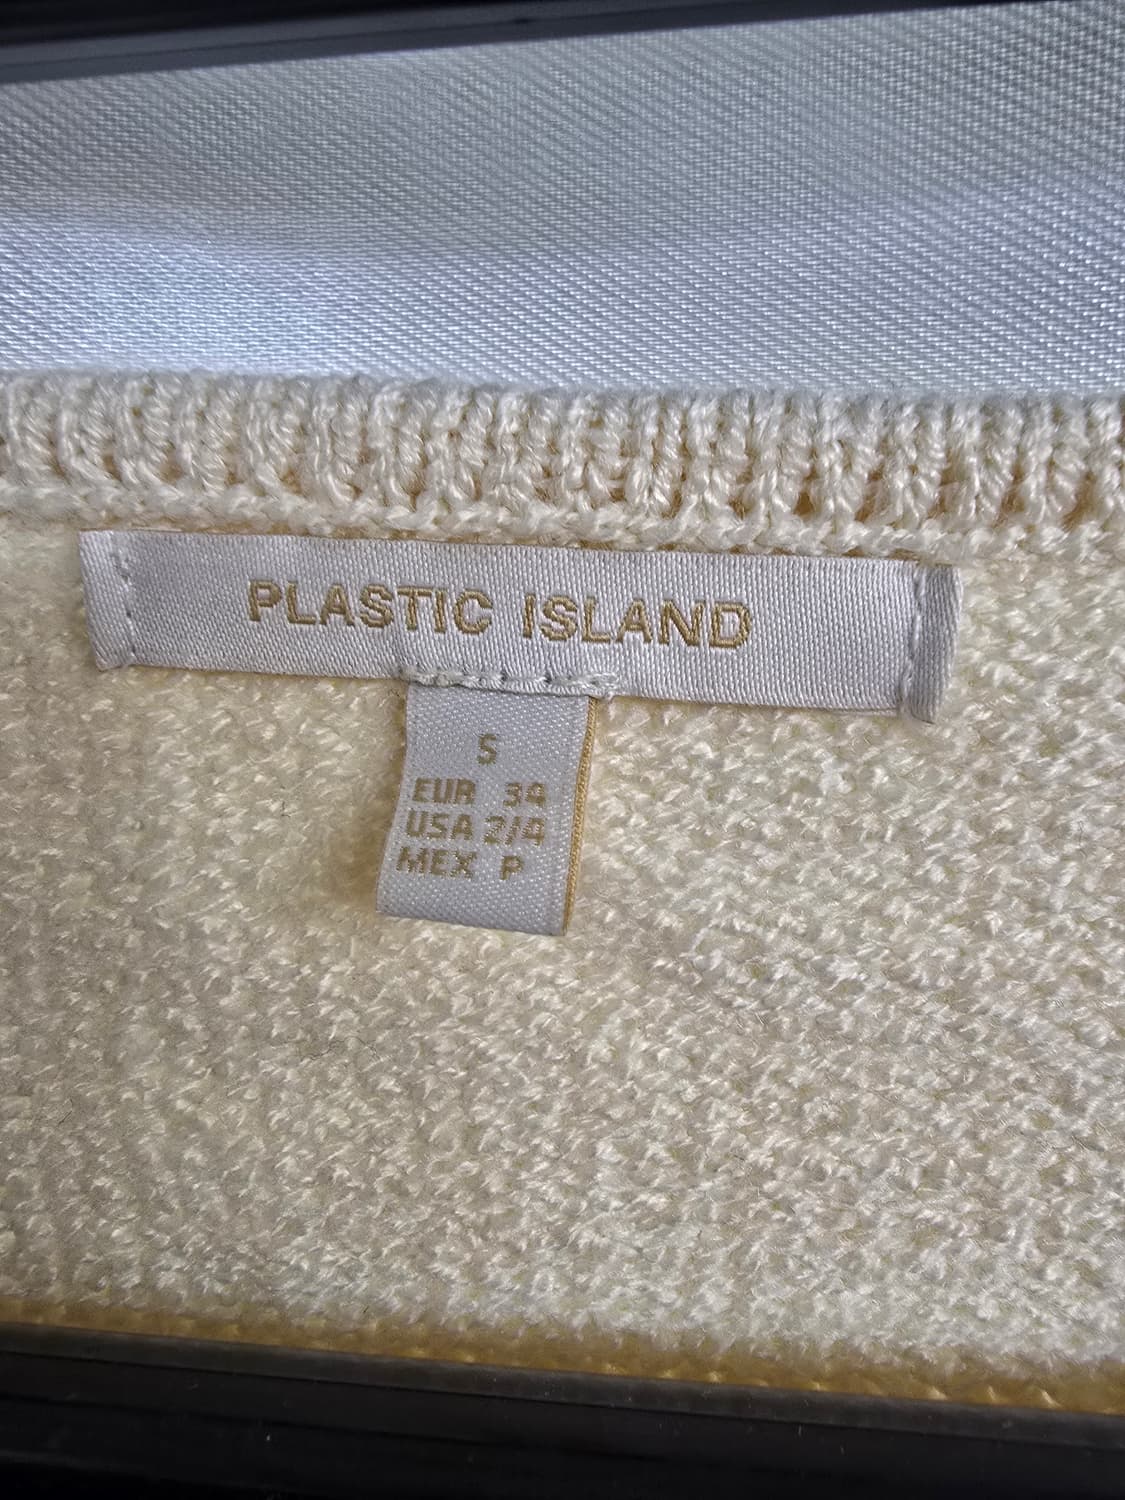 PLASTIC ISLAND
S
EUR 34
USA 2/4
MEX P